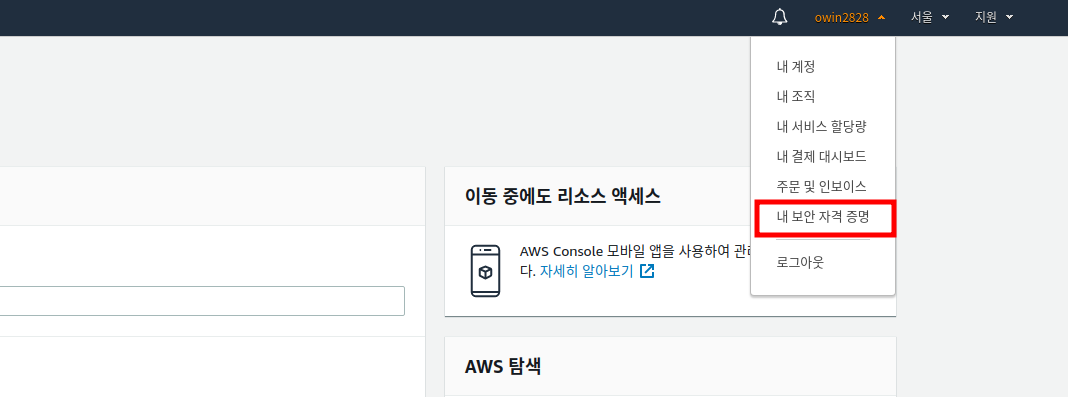 owin2828 서울 지원
내 계정
내 조직
내 서비스 할당량
내 결제 대시보드
주문 및 인보이스
내 보안 자격 증명
로그아웃
이동 중에도 리소스 액세스
AWS Console 모바일 앱을 사용하여 관
다. 자세히 알아보기
AWS 탐색